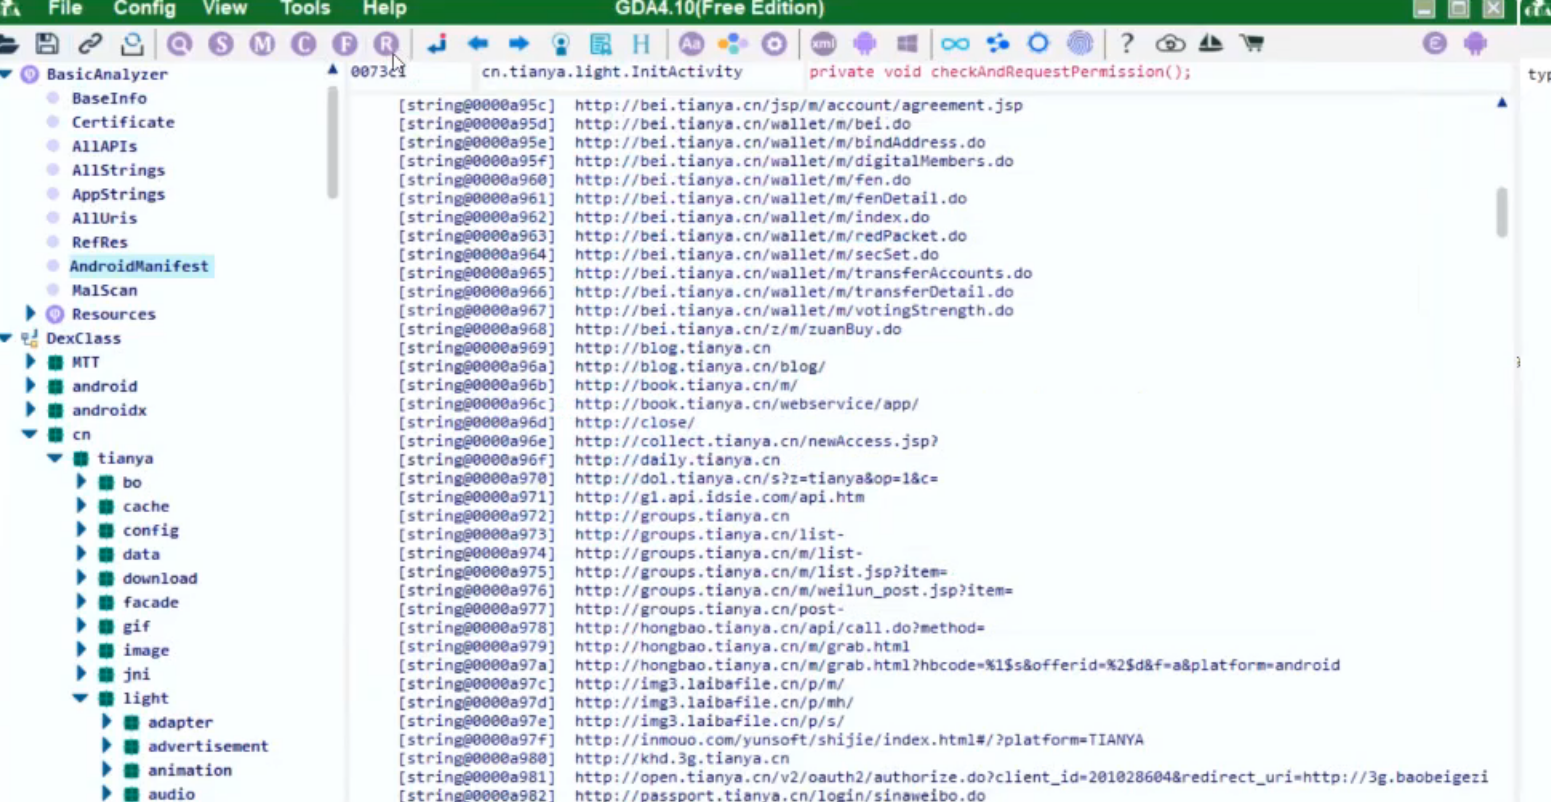 File Config View Tools Help GDA4.10(Free Edition)
BasicAnalyzer
BaseInfo
Certificate
AllAPIs
AllStrings
AppStrings
AllUris
RefRes
AndroidManifest
MalScan
Resources
DexClass
MTT
android
androidx
cn
tianya
bo
cache
config
data
download
facade
gif
image
jni
light
adapter
advertisement
animation
audio
cn.tianya.light.InitActivity private void checkAndRequestPermission();
[string@0000a95c] http://bei.tianya.cn/jsp/m/account/agreement.jsp
[string@0000a95d] http://bei.tianya.cn/wallet/m/bei.do
[string@0000a95e] http://bei.tianya.cn/wallet/m/bindAddress.do
[string@0000a95f] http://bei.tianya.cn/wallet/m/digitalMembers.do
[string@0000a960] http://bei.tianya.cn/wallet/m/fen.do
[string@0000a961] http://bei.tianya.cn/wallet/m/fenDetail.do
[string@0000a962] http://bei.tianya.cn/wallet/m/index.do
[string@0000a963] http://bei.tianya.cn/wallet/m/redPacket.do
[string@0000a964] http://bei.tianya.cn/wallet/m/secSet.do
[string@0000a965] http://bei.tianya.cn/wallet/m/transferAccounts.do
[string@0000a966] http://bei.tianya.cn/wallet/m/transferDetail.do
[string@0000a967] http://bei.tianya.cn/wallet/m/votingStrength.do
[string@0000a968] http://bei.tianya.cn/z/m/zuanBuy.do
[string@0000a969] http://blog.tianya.cn
[string@0000a96a] http://blog.tianya.cn/blog/
[string@0000a96b] http://book.tianya.cn/m/
[string@0000a96c] http://book.tianya.cn/webservice/app/
[string@0000a96d] http://close/
[string@0000a96e] http://collect.tianya.cn/newAccess.jsp?
[string@0000a96f] http://daily.tianya.cn
[string@0000a970] http://dol.tianya.cn/s?z=tianya&op=1&c=
[string@0000a971] http://g1.api.idsie.com/api.htm
[string@0000a972] http://groups.tianya.cn
[string@0000a973] http://groups.tianya.cn/list-
[string@0000a974] http://groups.tianya.cn/m/list-
[string@0000a975] http://groups.tianya.cn/m/list.jsp?item=
[string@0000a976] http://groups.tianya.cn/m/weilun_post.jsp?item=
[string@0000a977] http://groups.tianya.cn/post-
[string@0000a978] http://hongbao.tianya.cn/api/call.do?method=
[string@0000a979] http://hongbao.tianya.cn/m/grab.html
[string@0000a97a] http://hongbao.tianya.cn/m/grab.html?hbcode=%1$s&offerid=%2$d&f=a&platform=android
[string@0000a97c] http://img3.laibafile.cn/p/m/
[string@0000a97d] http://img3.laibafile.cn/p/mh/
[string@0000a97e] http://img3.laibafile.cn/p/s/
[string@0000a97f] http://inmouo.com/yunsoft/shijie/index.html#/?platform=TIANYA
[string@0000a980] http://khd.3g.tianya.cn
[string@0000a981] http://open.tianya.cn/v2/oauth2/authorize.do?client_id=201028604&redirect_uri=http://3g.baobeigezi
[string@0000a982] http://passport.tianya.cn/login/sinaweibo.do
typ